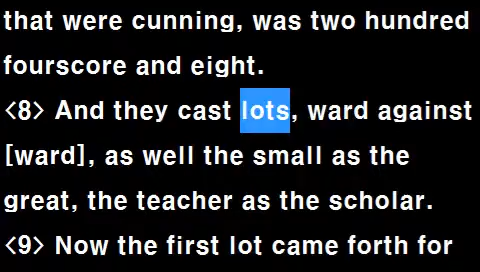 that were cunning, was two hundred
fourscore and eight.
<8> And they cast lots, ward against
[ward], as well the small as the
great, the teacher as the scholar.
<9> Now the first lot came forth for